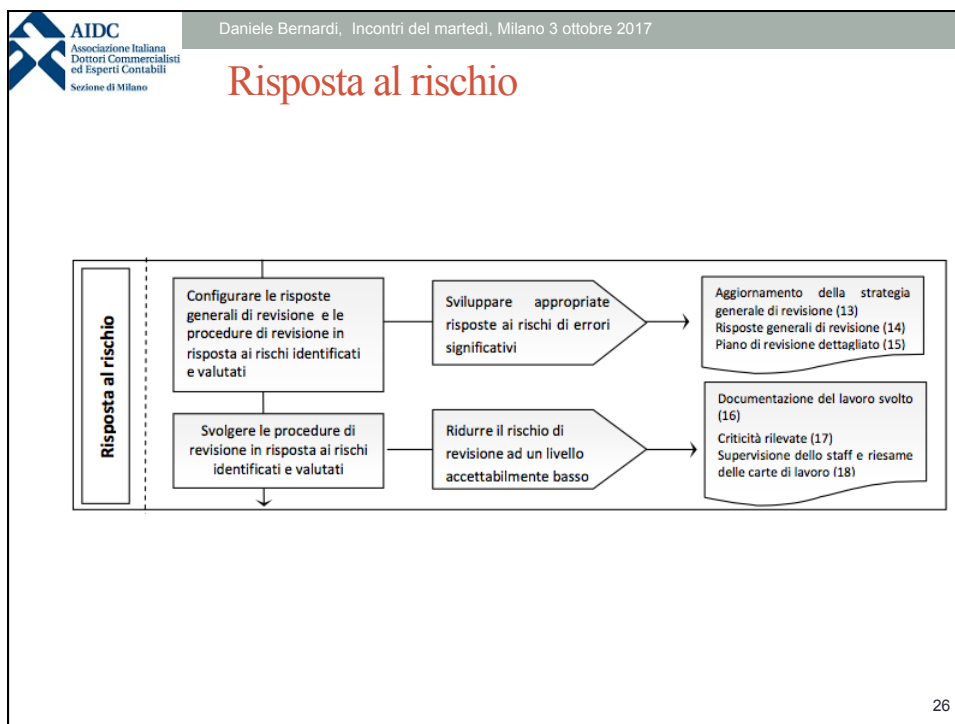 AIDC
Associazione Italiana
Dottori Commercialisti
ed Esperti Contabili
Sezione di Milano
Daniele Bernardi, Incontri del martedì, Milano 3 ottobre 2017
Risposta al rischio
Risposta al rischio
Configurare le risposte
generali di revisione e le
procedure di revisione in
risposta ai rischi identificati
e valutati
Sviluppare appropriate
risposte ai rischi di errori
significativi
Aggiornamento della strategia
generale di revisione (13)
Risposte generali di revisione (14)
Piano di revisione dettagliato (15)
Svolgere le procedure di
revisione in risposta ai rischi
identificati e valutati
Ridurre il rischio di
revisione ad un livello
accettabilmente basso
Documentazione del lavoro svolto
(16)
Criticità rilevate (17)
Supervisione dello staff e riesame
delle carte di lavoro (18)
26